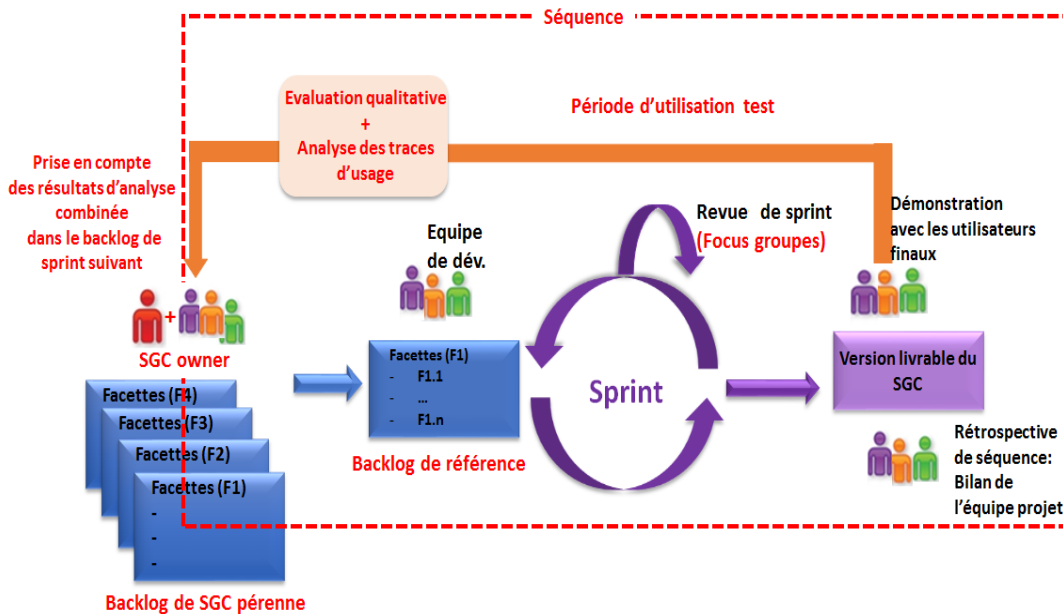 Séquence
Evaluation qualitative
+
Analyse des traces
d'usage
Période d'utilisation test
Prise en compte
des résultats d'analyse
combinée
dans le backlog de
sprint suivant
Equipe
de dév.
Revue de sprint
(Focus groupes)
Démonstration
avec les utilisateurs
finaux
+
SGC owner
Facettes (F4)
Facettes (F3)
Facettes (F2)
Facettes (F1)
-
-
-
Backlog de SGC pérenne
Facettes (F1)
- F1.1
- ...
- F1.n
Backlog de référence
Sprint
Version livrable du
SGC
Rétrospective
de séquence:
Bilan de
l'équipe projet